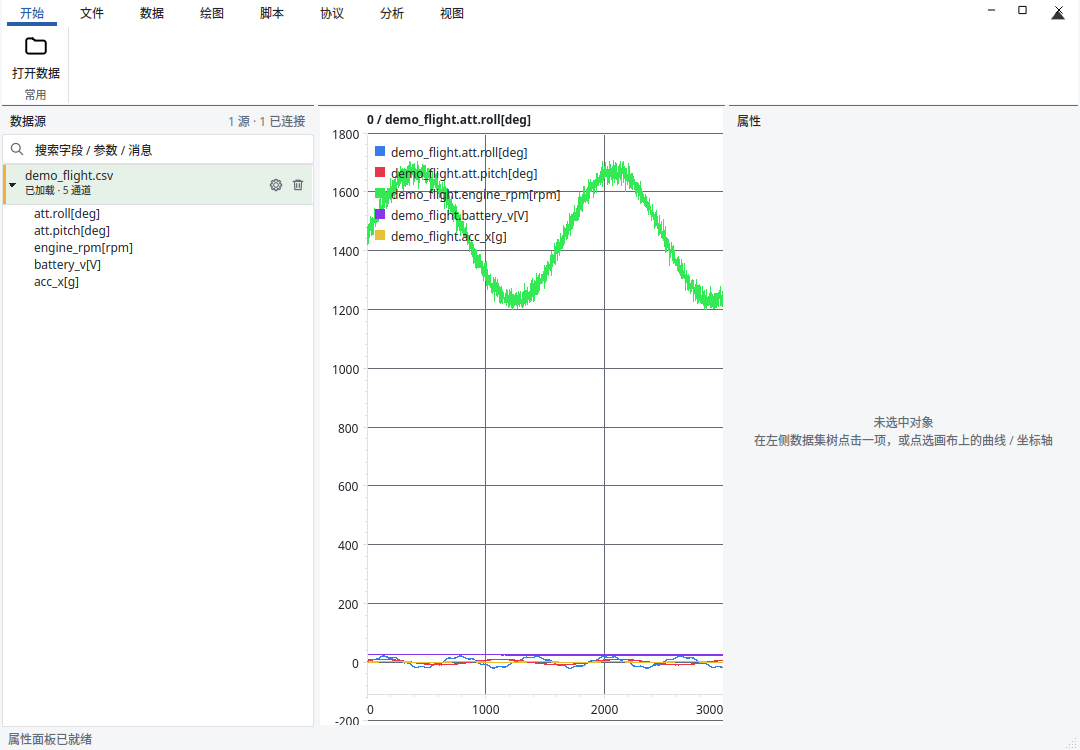 开始 文件 数据 绘图 脚本 协议 分析 视图
打开数据
常用
数据源 1 源 · 1 已连接
搜索字段 / 参数 / 消息
demo_flight.csv
已加载 · 5 通道
att.roll[deg]
att.pitch[deg]
engine_rpm[rpm]
battery_v[V]
acc_x[g]
0 / demo_flight.att.roll[deg]
demo_flight.att.roll[deg]
demo_flight.att.pitch[deg]
demo_flight.engine_rpm[rpm]
demo_flight.battery_v[V]
demo_flight.acc_x[g]
1800
1600
1400
1200
1000
800
600
400
200
0
-200
0 1000 2000 3000
属性
未选中对象
在左侧数据集树点击一项，或点选画布上的曲线 / 坐标轴
属性面板已就绪